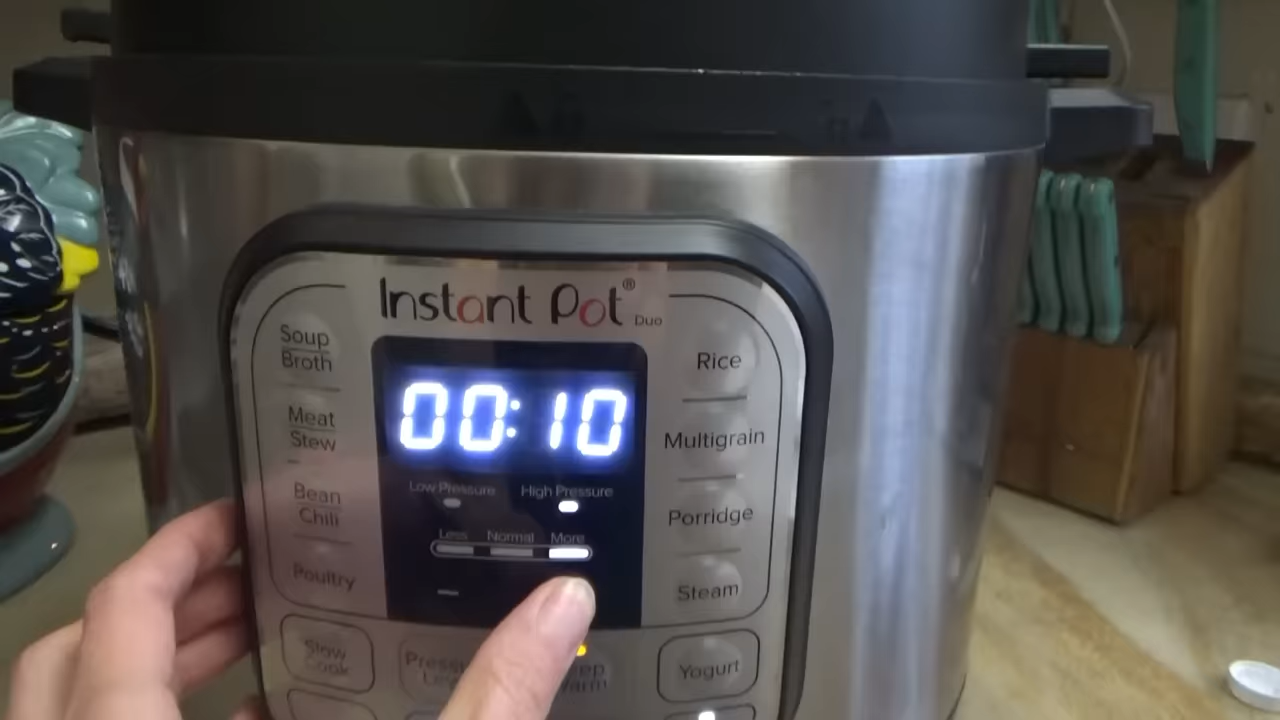 Instant Pot® Duo
Soup
Broth
Meat
Stew
Bean
Chili
Poultry
00:10
Low Pressure High Pressure
Less Normal More
Rice
Multigrain
Porridge
Steam
Slow
Cook
Yogurt